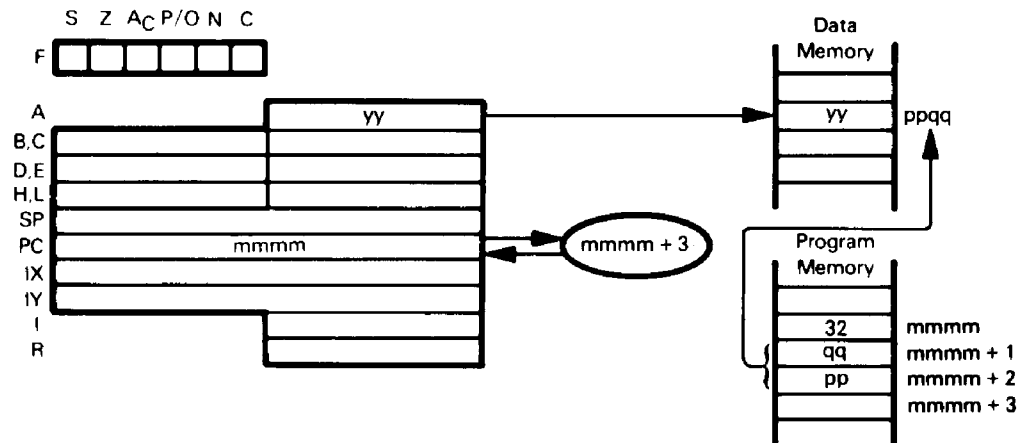 S Z AC P/O N C
F
Data
Memory
A yy
yy ppqq
B,C
D,E
H,L
SP
PC mmmm
mmmm + 3
IX
IY
I
R
Program
Memory
32 mmmm
qq mmmm + 1
pp mmmm + 2
mmmm + 3